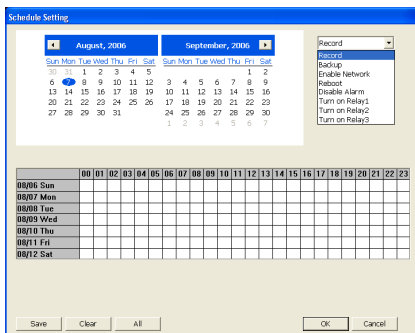 Schedule Setting
August, 2006
Sun Mon Tue Wed Thu Fri Sat
30 31 1 2 3 4 5
6 7 8 9 10 11 12
13 14 15 16 17 18 19
20 21 22 23 24 25 26
27 28 29 30 31
September, 2006
Sun Mon Tue Wed Thu Fri Sat
1 2
3 4 5 6 7 8 9
10 11 12 13 14 15 16
17 18 19 20 21 22 23
24 25 26 27 28 29 30
1 2 3 4 5 6 7
Record
Record
Backup
Enable Network
Reboot
Disable Alarm
Turn on Relay1
Turn on Relay2
Turn on Relay3
00 01 02 03 04 05 06 07 08 09 10 11 12 13 14 15 16 17 18 19 20 21 22 23
08/06 Sun
08/07 Mon
08/08 Tue
08/09 Wed
08/10 Thu
08/11 Fri
08/12 Sat
Save Clear All OK Cancel